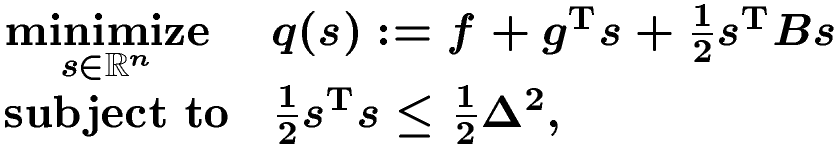 minimize q(s) := f + gᵀs + ½sᵀBs
s∈ℝⁿ
subject to ½sᵀs ≤ ½Δ²,